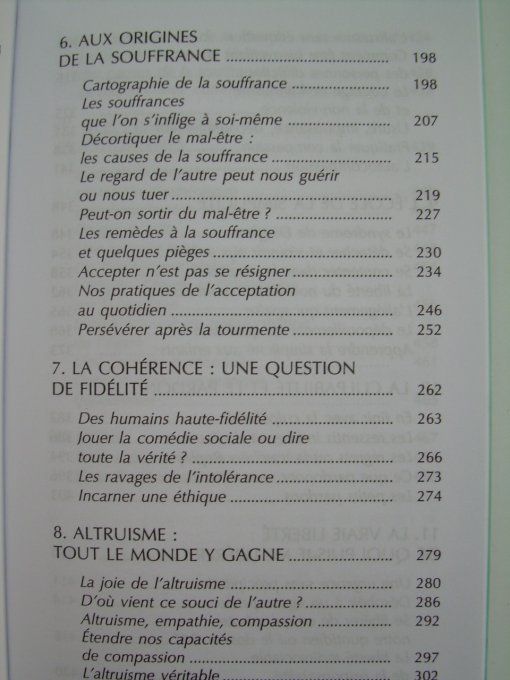 6. AUX ORIGINES
DE LA SOUFFRANCE ........................................ 198
Cartographie de la souffrance ........................ 198
Les souffrances
que l'on s'inflige à soi-même ........................ 207
Décortiquer le mal-être :
les causes de la souffrance ........................ 215
Le regard de l'autre peut nous guérir
ou nous tuer ........................ 219
Peut-on sortir du mal-être ? ........................ 227
Les remèdes à la souffrance
et quelques pièges ........................ 230
Accepter n'est pas se résigner ........................ 234
Nos pratiques de l'acceptation
au quotidien ........................ 246
Persévérer après la tourmente ........................ 252
7. LA COHÉRENCE : UNE QUESTION
DE FIDÉLITÉ ........................ 262
Des humains haute-fidélité ........................ 263
Jouer la comédie sociale ou dire
toute la vérité ? ........................ 266
Les ravages de l'intolérance ........................ 273
Incarner une éthique ........................ 274
8. ALTRUISME :
TOUT LE MONDE Y GAGNE ........................ 279
La joie de l'altruisme ........................ 280
D'où vient ce souci de l'autre ? ........................ 286
Altruisme, empathie, compassion ........................ 292
Étendre nos capacités
de compassion ........................ 297
L'altruisme véritable ........................ 302